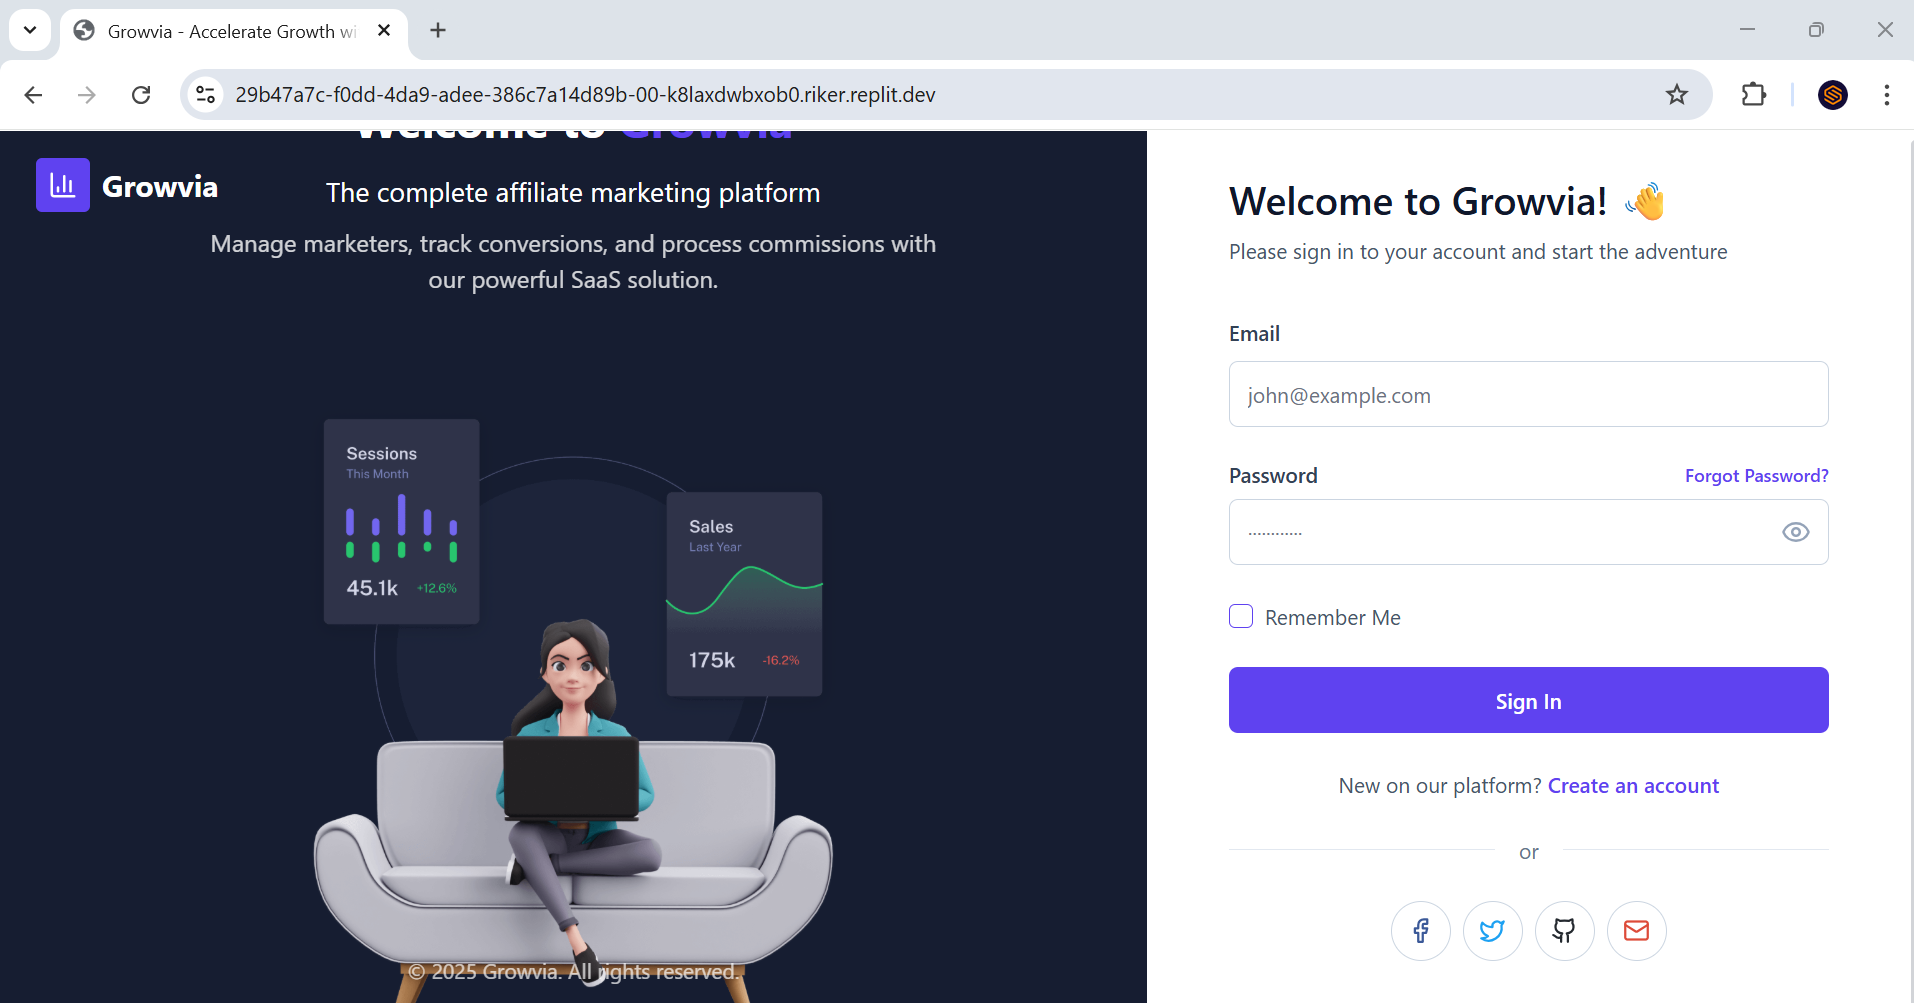 Growvia - Accelerate Growth wi
29b47a7c-f0dd-4da9-adee-386c7a14d89b-00-k8laxdwbxob0.riker.replit.dev
Welcome to Growvia
Growvia
The complete affiliate marketing platform
Manage marketers, track conversions, and process commissions with
our powerful SaaS solution.
Sessions
This Month
45.1k +12.6%
Sales
Last Year
175k -16.2%
© 2025 Growvia. All rights reserved.
Welcome to Growvia! 👋
Please sign in to your account and start the adventure
Email
john@example.com
Password Forgot Password?
············
Remember Me
Sign In
New on our platform? Create an account
or